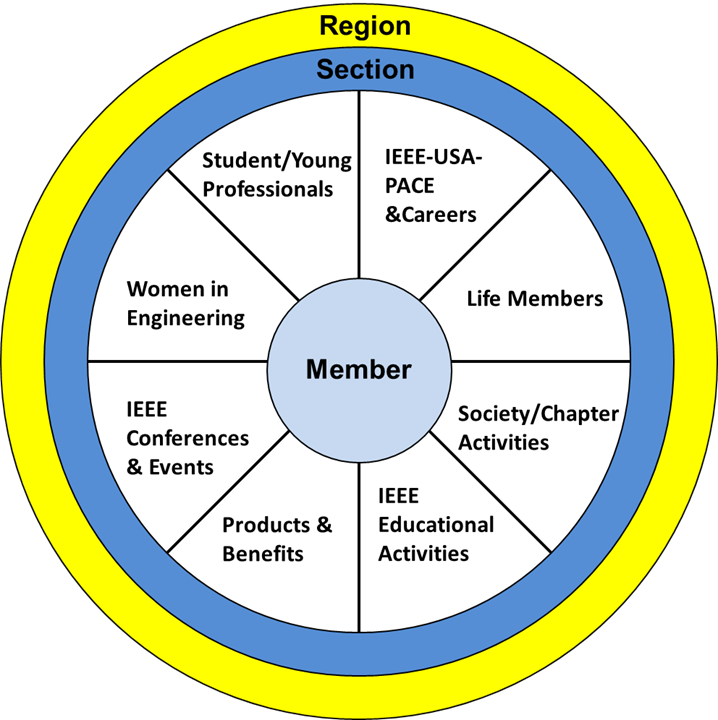 Region
Section
Student/Young
Professionals
IEEE-USA-
PACE
&Careers
Women in
Engineering
Life Members
Member
IEEE
Conferences
& Events
Society/Chapter
Activities
Products &
Benefits
IEEE
Educational
Activities